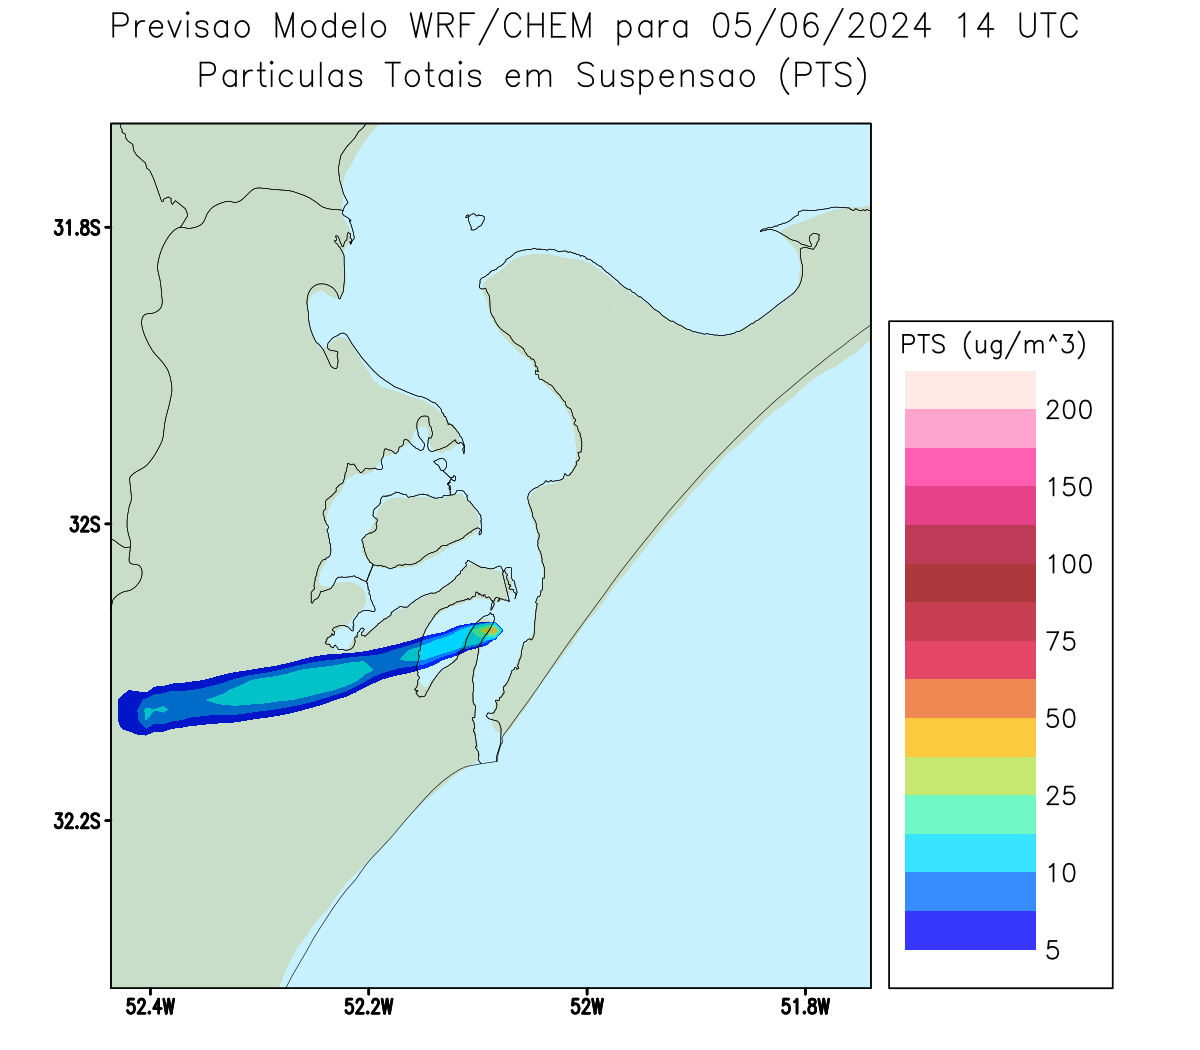 Previsao Modelo WRF/CHEM para 05/06/2024 14 UTC
Particulas Totais em Suspensao (PTS)
31.8S
32S
32.2S
52.4W
52.2W
52W
51.8W
PTS (ug/m^3)
200
150
100
75
50
25
10
5